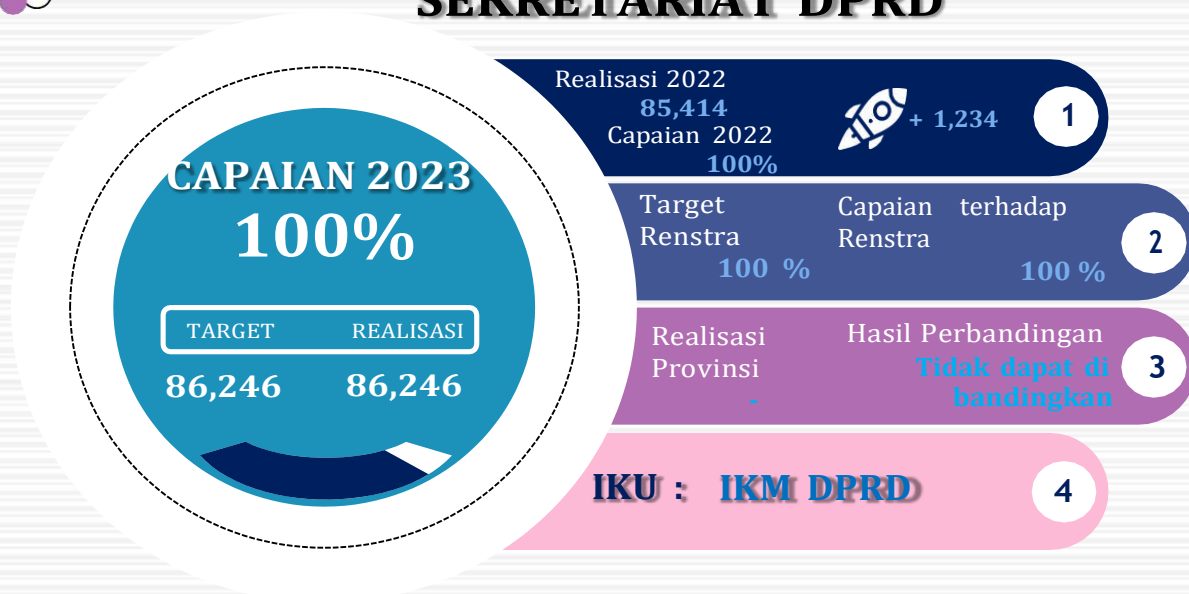 SEKRETARIAT DPRD
CAPAIAN 2023
100%
TARGET REALISASI
86,246 86,246
Realisasi 2022
85,414
Capaian 2022
100%
+ 1,234
1
Target
Renstra
100 %
Capaian terhadap
Renstra
100 %
2
Realisasi
Provinsi
-
Hasil Perbandingan
Tidak dapat di
bandingkan
3
IKU : IKM DPRD
4